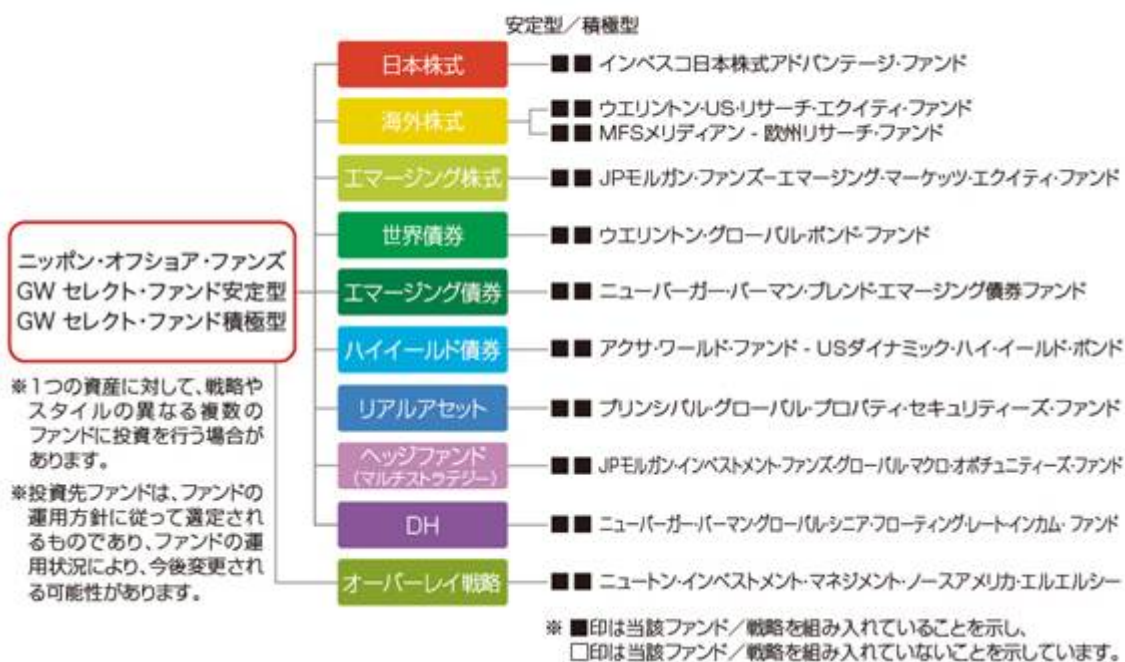 安定型／積極型
日本株式 ■■ インベスコ日本株式アドバンテージ・ファンド
海外株式 ■■ ウエリントン・US・リサーチ・エクイティ・ファンド
■■ MFSメリディアン - 欧州リサーチ・ファンド
エマージング株式 ■■ JPモルガン・ファンズーエマージング・マーケッツ・エクイティ・ファンド
世界債券 ■■ ウエリントン・グローバル・ボンド・ファンド
エマージング債券 ■■ ニューバーガー・バーマン・ブレンド・エマージング債券ファンド
ハイイールド債券 ■■ アクサ・ワールド・ファンド - USダイナミック・ハイ・イールド・ボンド
リアルアセット ■■ プリンシパル・グローバル・プロパティ・セキュリティーズ・ファンド
ヘッジファンド
(マルチストラテジー) ■■ JPモルガン・インベストメント・ファンズ-グローバル・マクロ・オポチュニティーズ・ファンド
DH ■■ ニューバーガー・バーマン・グローバル・シニア・フローティング・レートインカム・ファンド
オーバーレイ戦略 ■■ ニュートン・インベストメント・マネジメント・ノースアメリカ・エルエルシー
ニッポン・オフショア・ファンズ
GW セレクト・ファンド安定型
GW セレクト・ファンド積極型
※1つの資産に対して、戦略や
スタイルの異なる複数の
ファンドに投資を行う場合が
あります。
※投資先ファンドは、ファンドの
運用方針に従って選定され
るものであり、ファンドの運
用状況により、今後変更され
る可能性があります。
※ ■印は当該ファンド／戦略を組み入れていることを示し、
□印は当該ファンド／戦略を組み入れていないことを示しています。